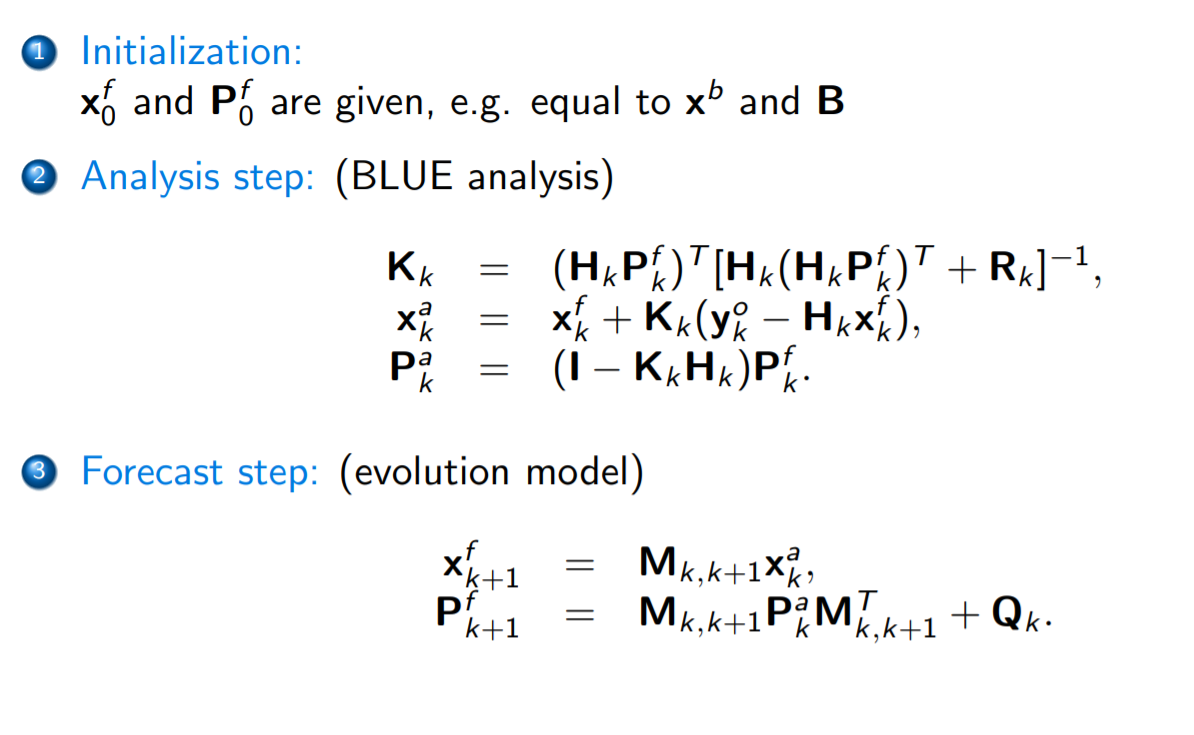 1 Initialization:
x_0^f and P_0^f are given, e.g. equal to x^b and B
2 Analysis step: (BLUE analysis)
K_k = (H_k P_k^f)^T [H_k (H_k P_k^f)^T + R_k]^{-1},
x_k^a = x_k^f + K_k (y_k^o − H_k x_k^f),
P_k^a = (I − K_k H_k) P_k^f.
3 Forecast step: (evolution model)
x_{k+1}^f = M_{k,k+1} x_k^a,
P_{k+1}^f = M_{k,k+1} P_k^a M_{k,k+1}^T + Q_k.